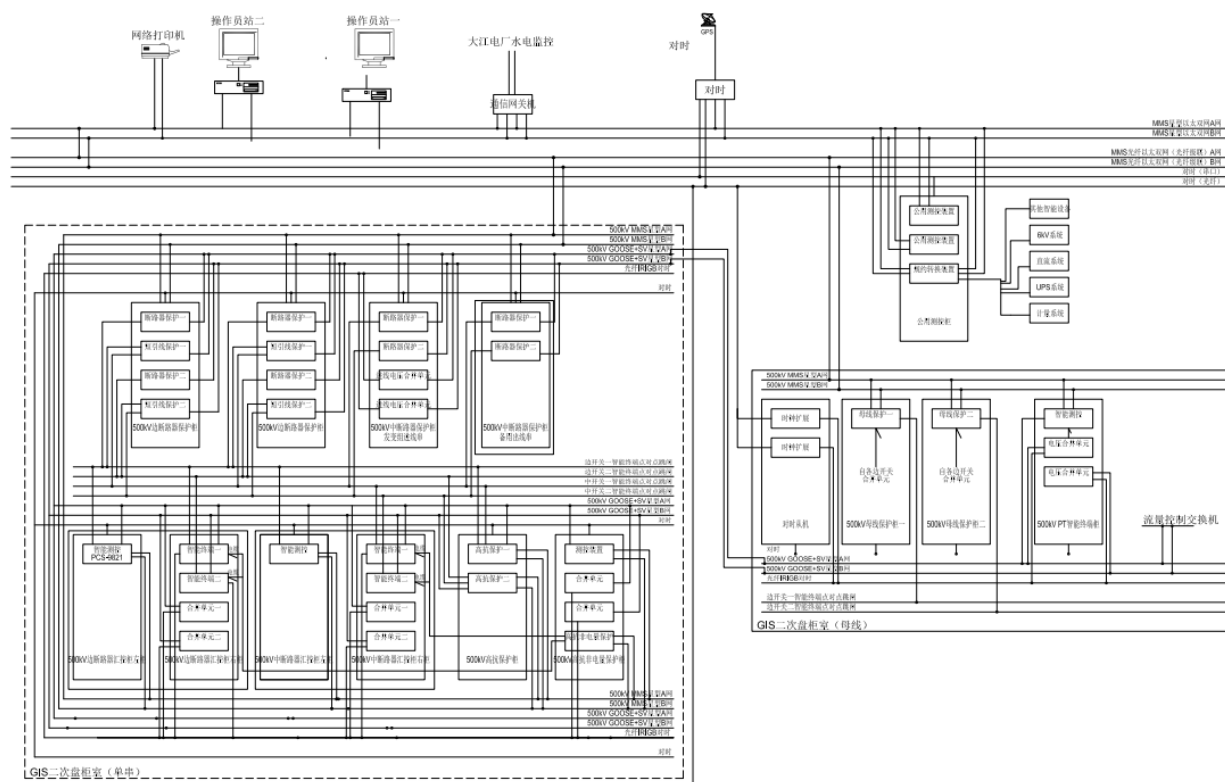 操作员站二
操作员站一
网络打印机
大江电厂水电监控
对时
GPS
对时
通信网关机
MMS星型以太双网A网
MMS星型以太双网B网
MMS光纤以太双网（光纤级联）A网
MMS光纤以太双网（光纤级联）B网
对时（串口）
对时（光纤）
公用测控装置
公用测控装置
规约转换装置
公用测控柜
其他智能设备
6kV系统
直流系统
UPS系统
计量系统
500kV MMS星型A网
500kV MMS星型B网
500kV GOOSE+SV星型A网
500kV GOOSE+SV星型B网
光纤IRIGB对时
对时
断路器保护一
短引线保护一
断路器保护二
短引线保护二
500kV边断路器保护柜
断路器保护一
短引线保护一
断路器保护二
短引线保护二
500kV边断路器保护柜
断路器保护一
断路器保护二
母线电压合并单元
母线电压合并单元
500kV中断路器保护柜
发变组进线串
断路器保护一
断路器保护二
500kV中断路器保护柜
备用出线串
边开关一智能终端点对点跳闸
边开关二智能终端点对点跳闸
中开关一智能终端点对点跳闸
中开关二智能终端点对点跳闸
500kV GOOSE+SV星型A网
500kV GOOSE+SV星型B网
对时
智能测控
PCS-9821
500kV边断路器汇控柜左柜
智能终端一
智能终端二
合并单元一
合并单元二
500kV边断路器汇控柜右柜
智能测控
500kV中断路器汇控柜左柜
智能终端一
智能终端二
合并单元一
合并单元二
500kV中断路器汇控柜右柜
高抗保护一
高抗保护二
500kV高抗保护柜
测控装置
合并单元
合并单元
高抗非电量保护
500kV高抗非电量保护柜
500kV MMS星型A网
500kV MMS星型B网
500kV GOOSE+SV星型A网
500kV GOOSE+SV星型B网
光纤IRIGB对时
对时
GIS二次盘柜室（单串）
500kV MMS星型A网
500kV MMS星型B网
时钟扩展
时钟扩展
对时从机
母线保护一
自各边开关
合并单元
500kV母线保护柜一
母线保护二
自各边开关
合并单元
500kV母线保护柜二
智能测控
电压合并单元
电压合并单元
500kV PT智能终端柜
流量控制交换机
对时
500kV GOOSE+SV星型A网
500kV GOOSE+SV星型B网
光纤IRIGB对时
边开关一智能终端点对点跳闸
边开关二智能终端点对点跳闸
GIS二次盘柜室（母线）